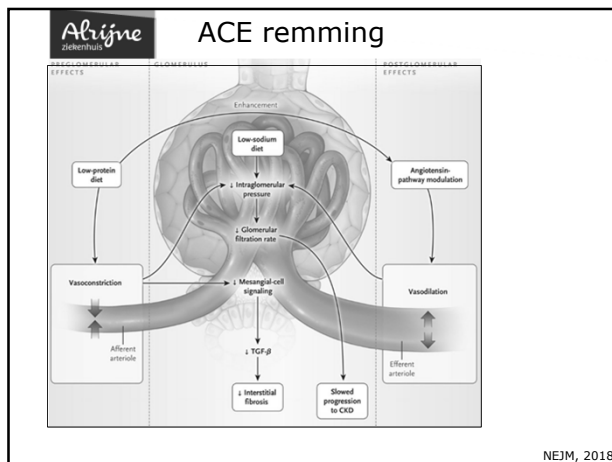 Alrijne
ziekenhuis
ACE remming
PREGLOMERULAR
EFFECTS
GLOMERULUS
POSTGLOMERULAR
EFFECTS
Enhancement
Low-sodium
diet
Low-protein
diet
Angiotensin-
pathway modulation
↓ Intraglomerular
pressure
↓ Glomerular
filtration rate
Vasoconstriction
↓ Mesangial-cell
signaling
Vasodilation
Afferent
arteriole
↓ TGF-β
Efferent
arteriole
↓ Interstitial
fibrosis
Slowed
progression
to CKD
NEJM, 2018